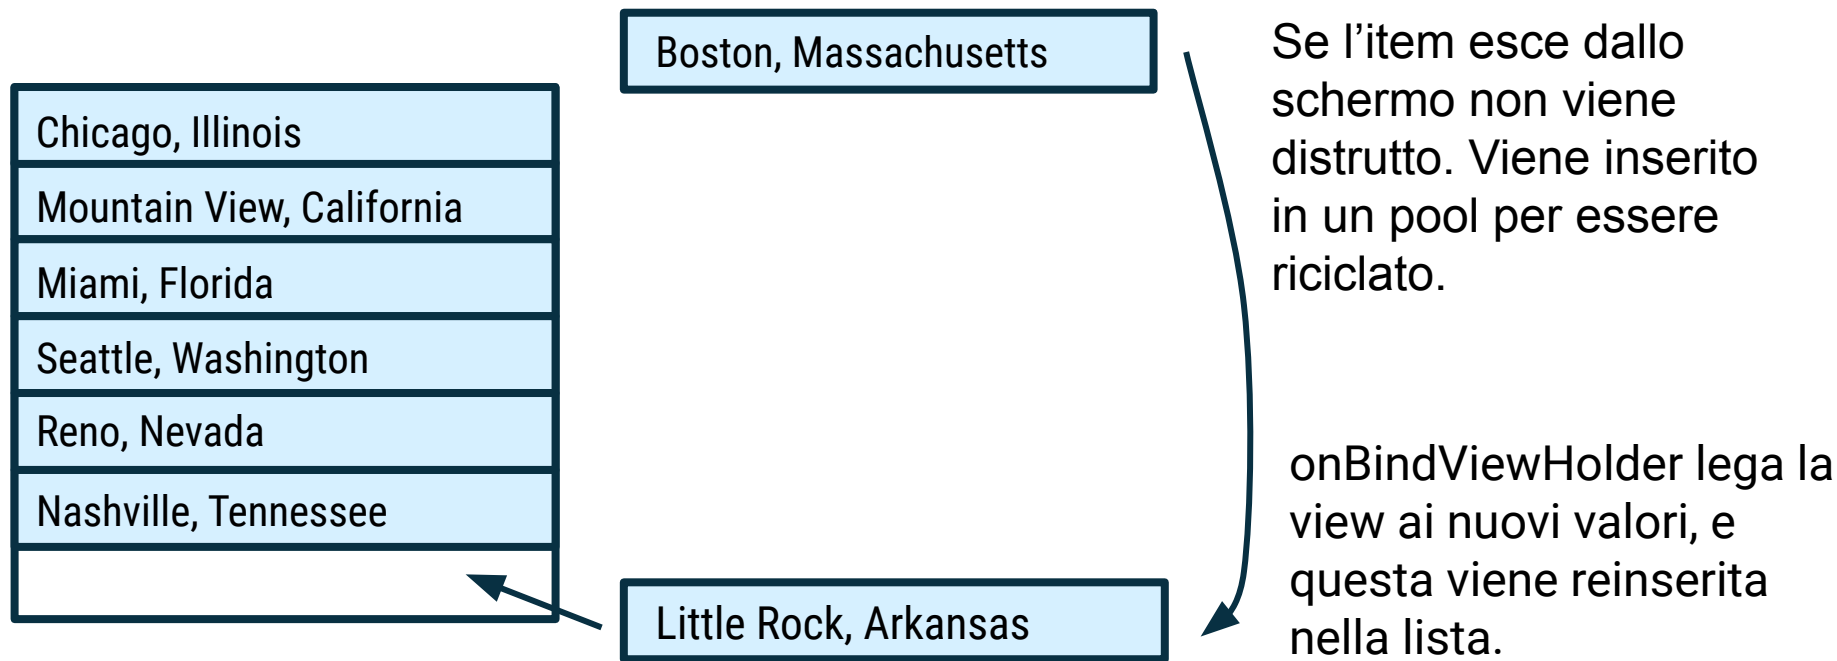 Chicago, Illinois
Mountain View, California
Miami, Florida
Seattle, Washington
Reno, Nevada
Nashville, Tennessee
Boston, Massachusetts
Little Rock, Arkansas
Se l’item esce dallo
schermo non viene
distrutto. Viene inserito
in un pool per essere
riciclato.
onBindViewHolder lega la
view ai nuovi valori, e
questa viene reinserita
nella lista.